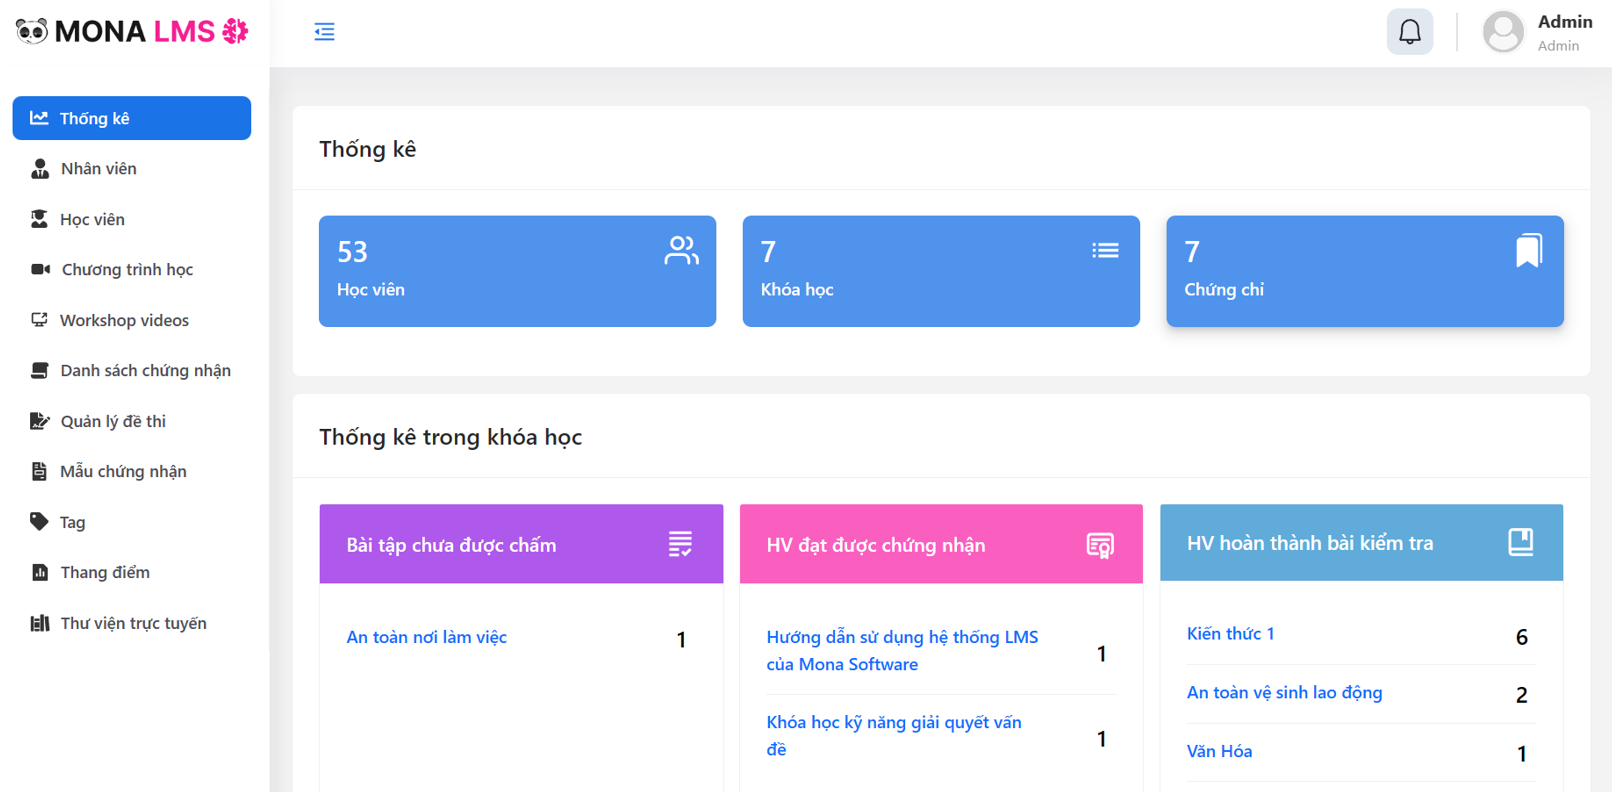 MONA LMS
Admin
Admin
Thống kê
Nhân viên
Học viên
Chương trình học
Workshop videos
Danh sách chứng nhận
Quản lý đề thi
Mẫu chứng nhận
Tag
Thang điểm
Thư viện trực tuyến
Thống kê
53
Học viên
7
Khóa học
7
Chứng chỉ
Thống kê trong khóa học
Bài tập chưa được chấm
An toàn nơi làm việc 1
HV đạt được chứng nhận
Hướng dẫn sử dụng hệ thống LMS
của Mona Software 1
Khóa học kỹ năng giải quyết vấn
đề 1
HV hoàn thành bài kiểm tra
Kiến thức 1 6
An toàn vệ sinh lao động 2
Văn Hóa 1